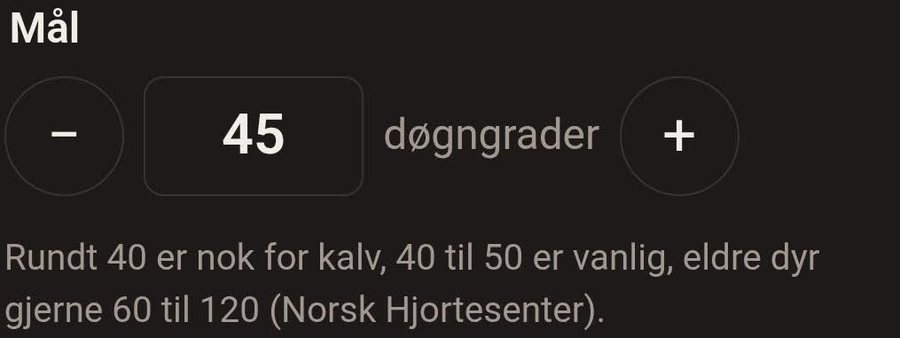 Mål
− 45 døgngrader +
Rundt 40 er nok for kalv, 40 til 50 er vanlig, eldre dyr
gjerne 60 til 120 (Norsk Hjortesenter).